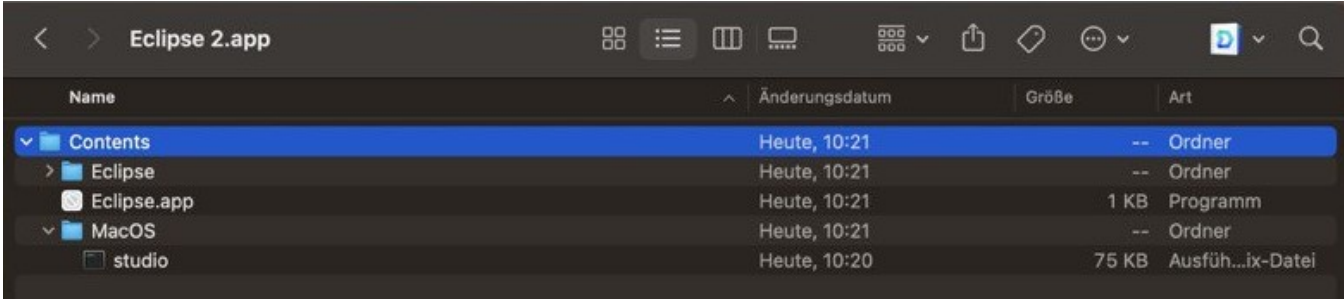 Eclipse 2.app
Name Änderungsdatum Größe Art
Contents Heute, 10:21 -- Ordner
Eclipse Heute, 10:21 -- Ordner
Eclipse.app Heute, 10:21 1 KB Programm
MacOS Heute, 10:21 -- Ordner
studio Heute, 10:20 75 KB Ausfüh...ix-Datei